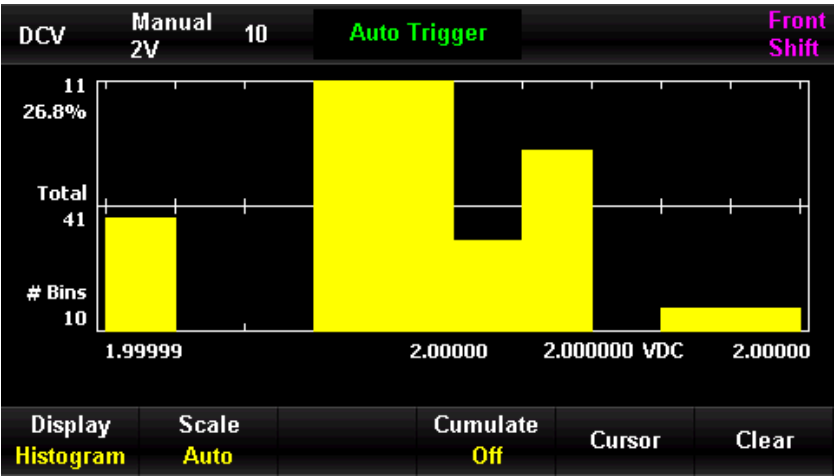 DCV Manual 10 Auto Trigger Front
2V Shift
11
26.8%
Total
41
# Bins
10
1.99999 2.00000 2.000000 VDC 2.00000
Display Scale Cumulate Cursor Clear
Histogram Auto Off